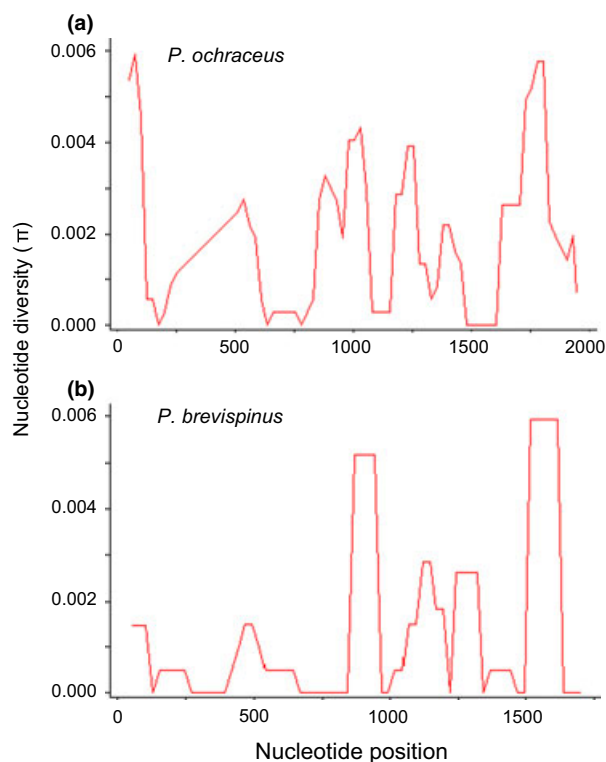 (a)
P. ochraceus
0.006
0.004
0.002
0.000
0 500 1000 1500 2000
Nucleotide diversity ( π )
(b)
P. brevispinus
0.006
0.004
0.002
0.000
0 500 1000 1500
Nucleotide position